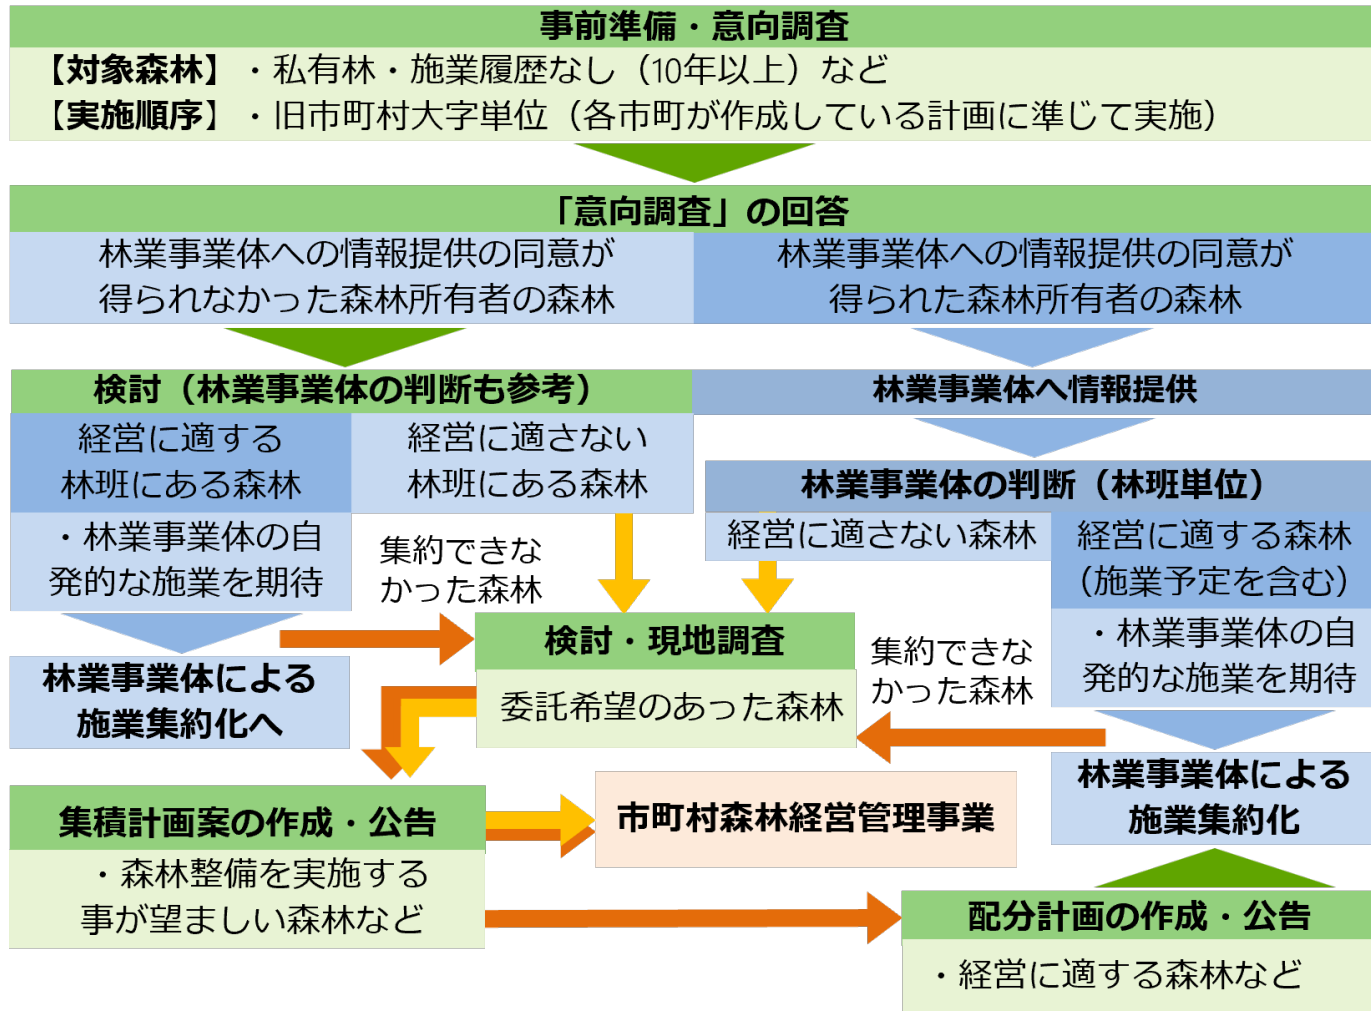 事前準備・意向調査
【対象森林】・私有林・施業履歴なし（10年以上）など
【実施順序】・旧市町村大字単位（各市町が作成している計画に準じて実施）
「意向調査」の回答
林業事業体への情報提供の同意が
得られなかった森林所有者の森林
林業事業体への情報提供の同意が
得られた森林所有者の森林
検討（林業事業体の判断も参考）
経営に適する
林班にある森林
経営に適さない
林班にある森林
・林業事業体の自
発的な施業を期待
集約できな
かった森林
林業事業体による
施業集約化へ
林業事業体へ情報提供
林業事業体の判断（林班単位）
経営に適さない森林
経営に適する森林
（施業予定を含む）
・林業事業体の自
発的な施業を期待
検討・現地調査
委託希望のあった森林
集約できな
かった森林
林業事業体による
施業集約化
集積計画案の作成・公告
・森林整備を実施する
事が望ましい森林など
市町村森林経営管理事業
配分計画の作成・公告
・経営に適する森林など